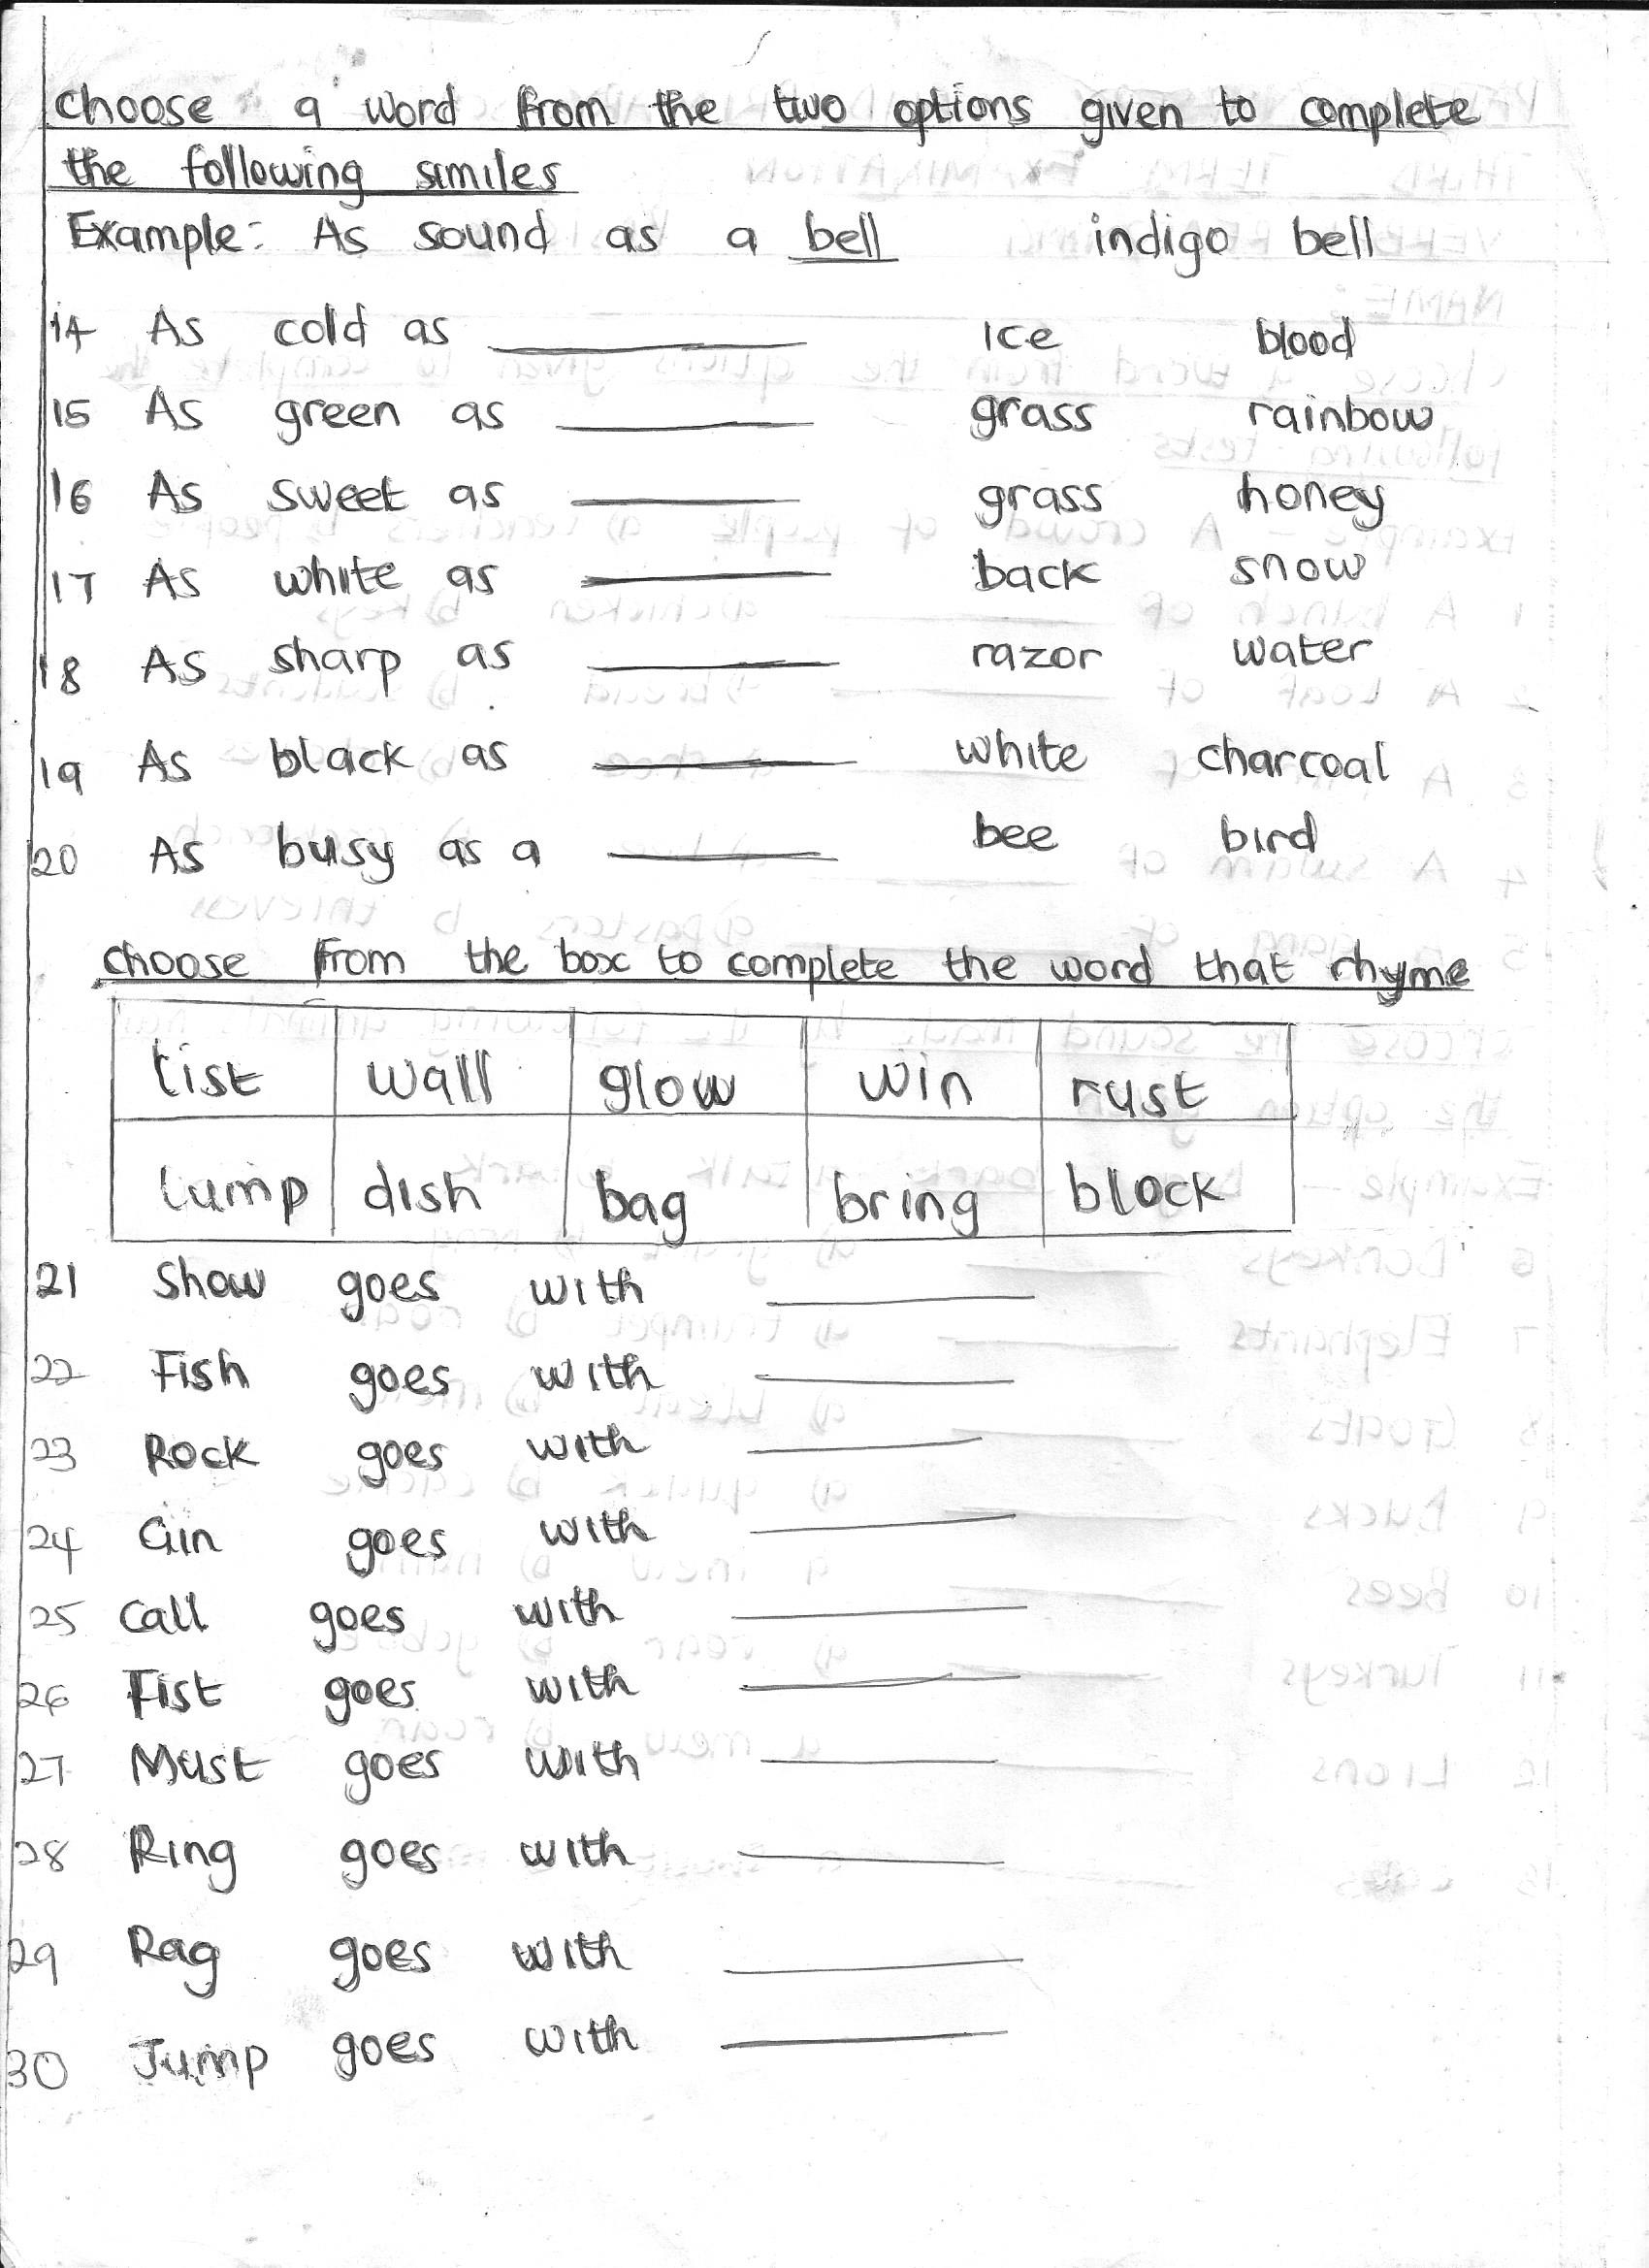 choose a word from the two options given to complete
the following similes
Example: As sound as a bell indigo bell
14 As cold as ________ ice blood
15 As green as ________ grass rainbow
16 As sweet as ________ grass honey
17 As white as ________ back snow
18 As sharp as ________ razor water
19 As black as ________ white charcoal
20 As busy as a ________ bee bird
choose from the box to complete the word that rhyme
list wall glow win rust
lump dish bag bring block
21 Show goes with ________
22 Fish goes with ________
23 Rock goes with ________
24 Gin goes with ________
25 Call goes with ________
26 Fist goes with ________
27 Must goes with ________
28 Ring goes with ________
29 Rag goes with ________
30 Jump goes with ________